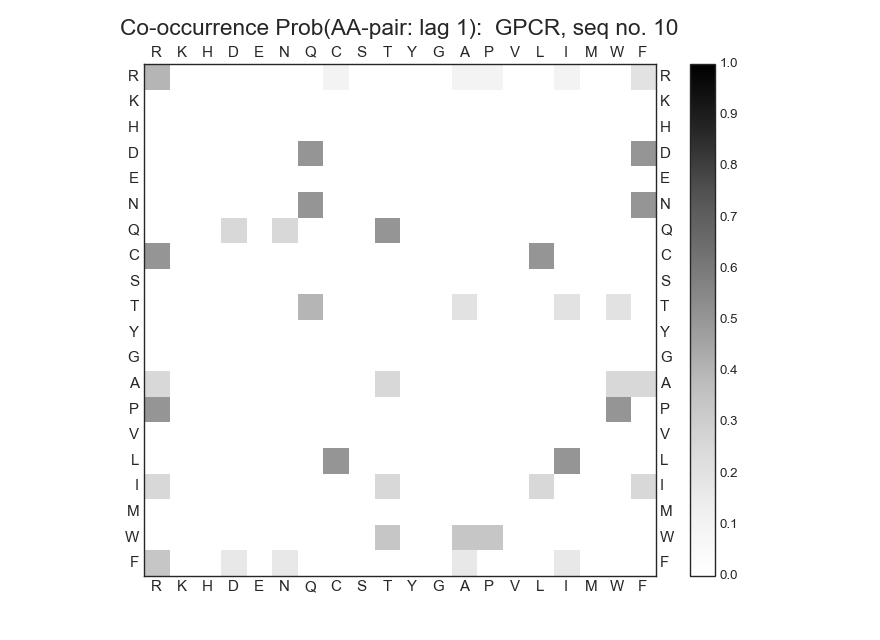 Co-occurrence Prob(AA-pair: lag 1):  GPCR, seq no. 10
R K H D E N Q C S T Y G A P V L I M W F
1.0
R R
K K
0.9
H H
D D
0.8
E E
N N
0.7
Q Q
C C
0.6
S S
T T
0.5
Y Y
G G
0.4
A A
P P
0.3
V V
L L
0.2
I I
M M
0.1
W W
F F
0.0
R K H D E N Q C S T Y G A P V L I M W F